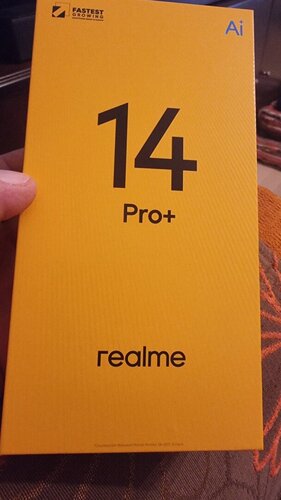 FASTEST
GROWING
Ai
14
Pro+
realme